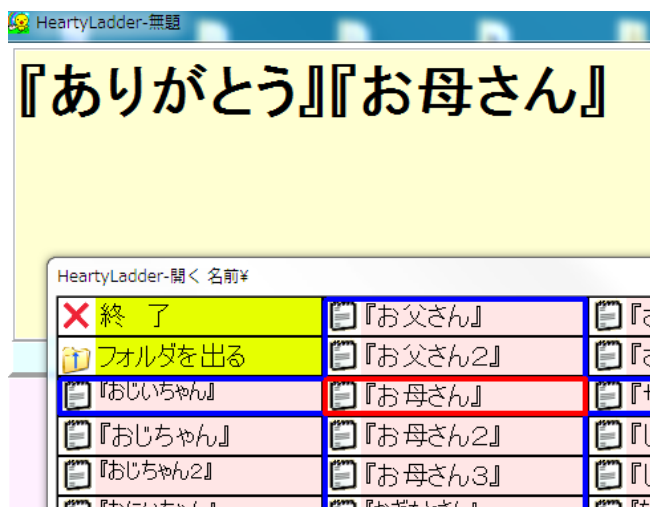 HeartyLadder-無題
『ありがとう』『お母さん』
HeartyLadder-開く 名前¥
終 了
『お父さん』
フォルダを出る
『お父さん2』
『おじいちゃん』
『お母さん』
『おじちゃん』
『お母さん2』
『おじちゃん2』
『お母さん3』